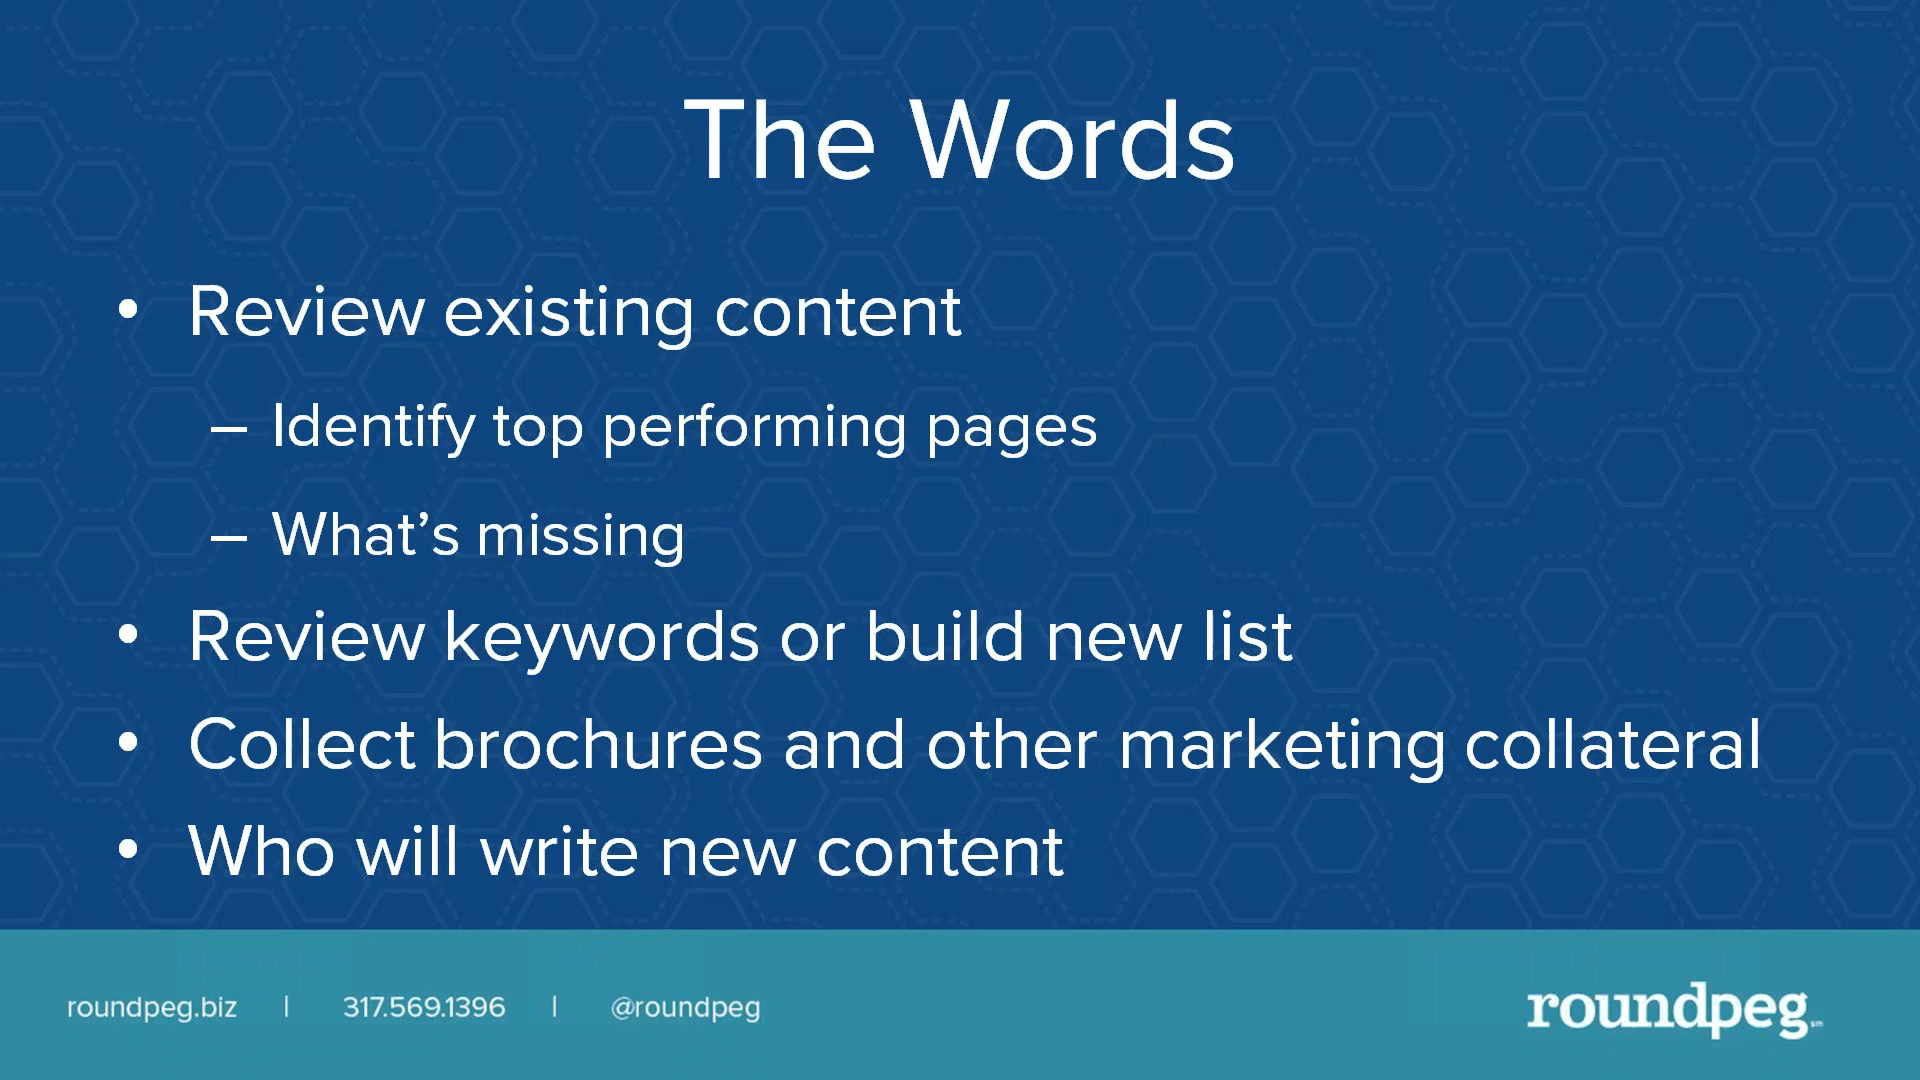 The Words
• Review existing content
– Identify top performing pages
– What’s missing
• Review keywords or build new list
• Collect brochures and other marketing collateral
• Who will write new content
roundpeg.biz | 317.569.1396 | @roundpeg
roundpeg℠